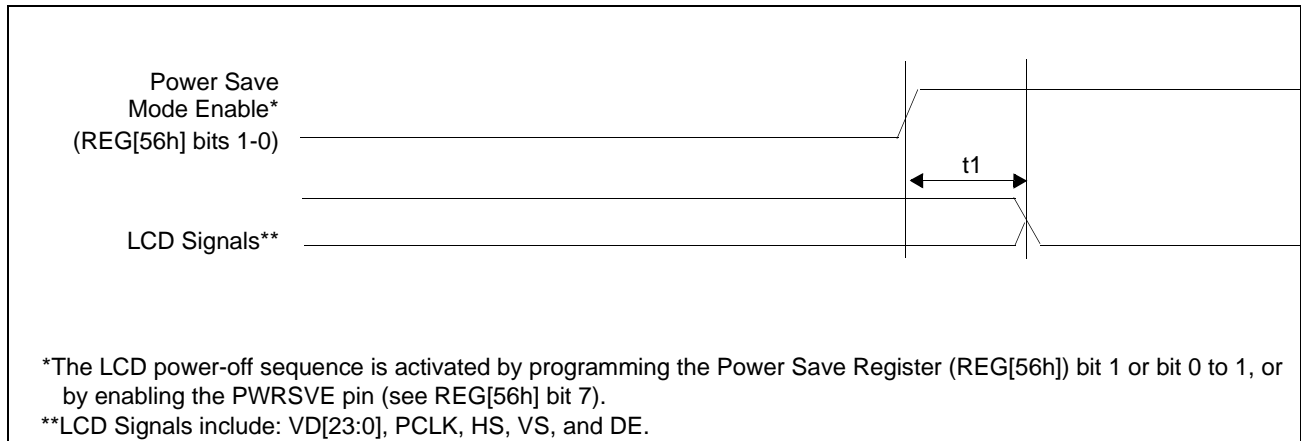 Power Save
Mode Enable*
(REG[56h] bits 1-0)
t1
LCD Signals**
*The LCD power-off sequence is activated by programming the Power Save Register (REG[56h]) bit 1 or bit 0 to 1, or
by enabling the PWRSVE pin (see REG[56h] bit 7).
**LCD Signals include: VD[23:0], PCLK, HS, VS, and DE.